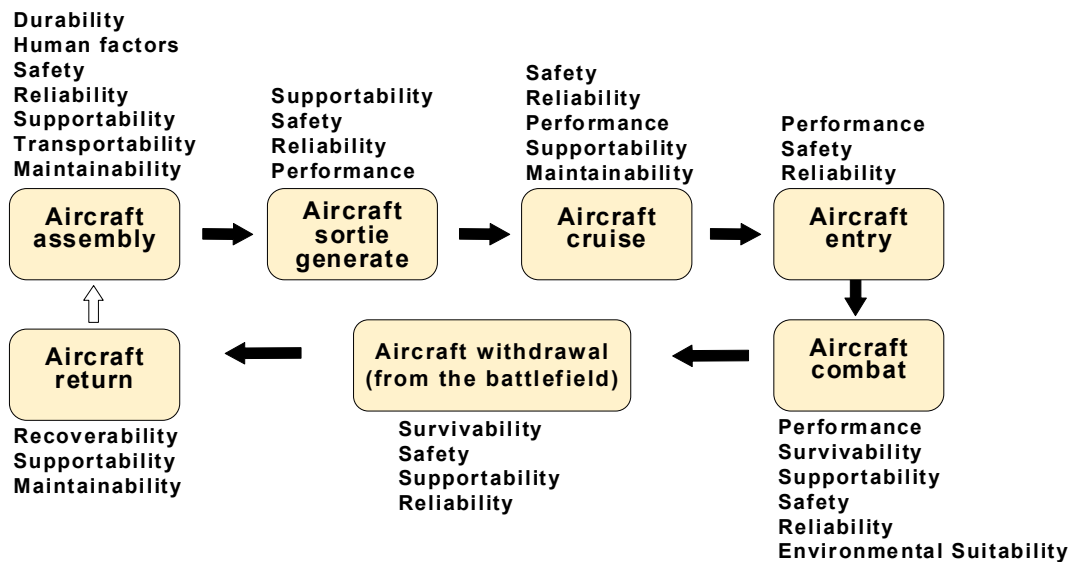 Durability
Human factors
Safety
Reliability
Supportability
Transportability
Maintainability
Aircraft
assembly
Supportability
Safety
Reliability
Performance
Aircraft
sortie
generate
Safety
Reliability
Performance
Supportability
Maintainability
Aircraft
cruise
Performance
Safety
Reliability
Aircraft
entry
Aircraft
combat
Performance
Survivability
Supportability
Safety
Reliability
Environmental Suitability
Aircraft withdrawal
(from the battlefield)
Survivability
Safety
Supportability
Reliability
Aircraft
return
Recoverability
Supportability
Maintainability